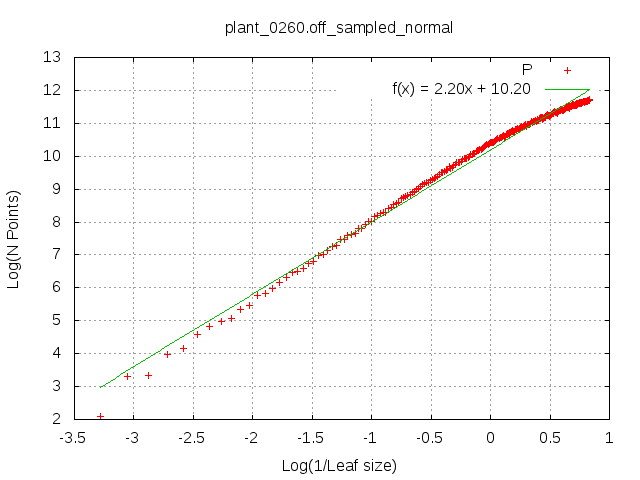 plant_0260.off_sampled_normal
13
12
11
10
9
8
7
6
5
4
3
2
Log(N Points)
P
f(x) = 2.20x + 10.20
-3.5 -3 -2.5 -2 -1.5 -1 -0.5 0 0.5 1
Log(1/Leaf size)